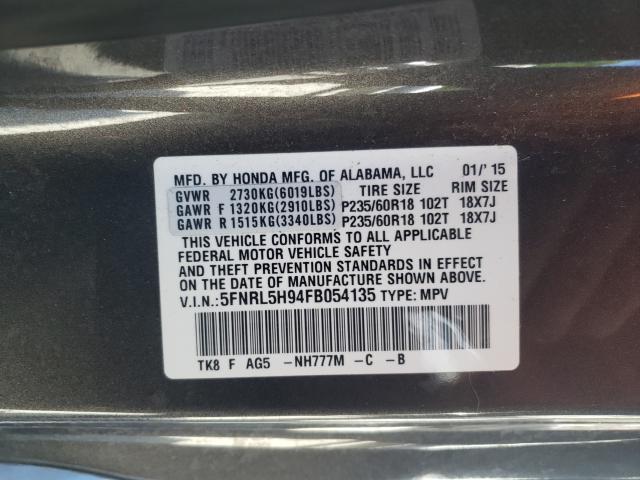 MFD. BY HONDA MFG. OF ALABAMA, LLC 01/'15
GVWR 2730KG(6019LBS) TIRE SIZE RIM SIZE
GAWR F 1320KG(2910LBS) P235/60R18 102T 18X7J
GAWR R 1515KG(3340LBS) P235/60R18 102T 18X7J
THIS VEHICLE CONFORMS TO ALL APPLICABLE
FEDERAL MOTOR VEHICLE SAFETY
AND THEFT PREVENTION STANDARDS IN EFFECT
ON THE DATE OF MANUFACTURE SHOWN ABOVE.
V.I.N.: 5FNRL5H94FB054135 TYPE: MPV
TK8 F AG5 -NH777M -C -B